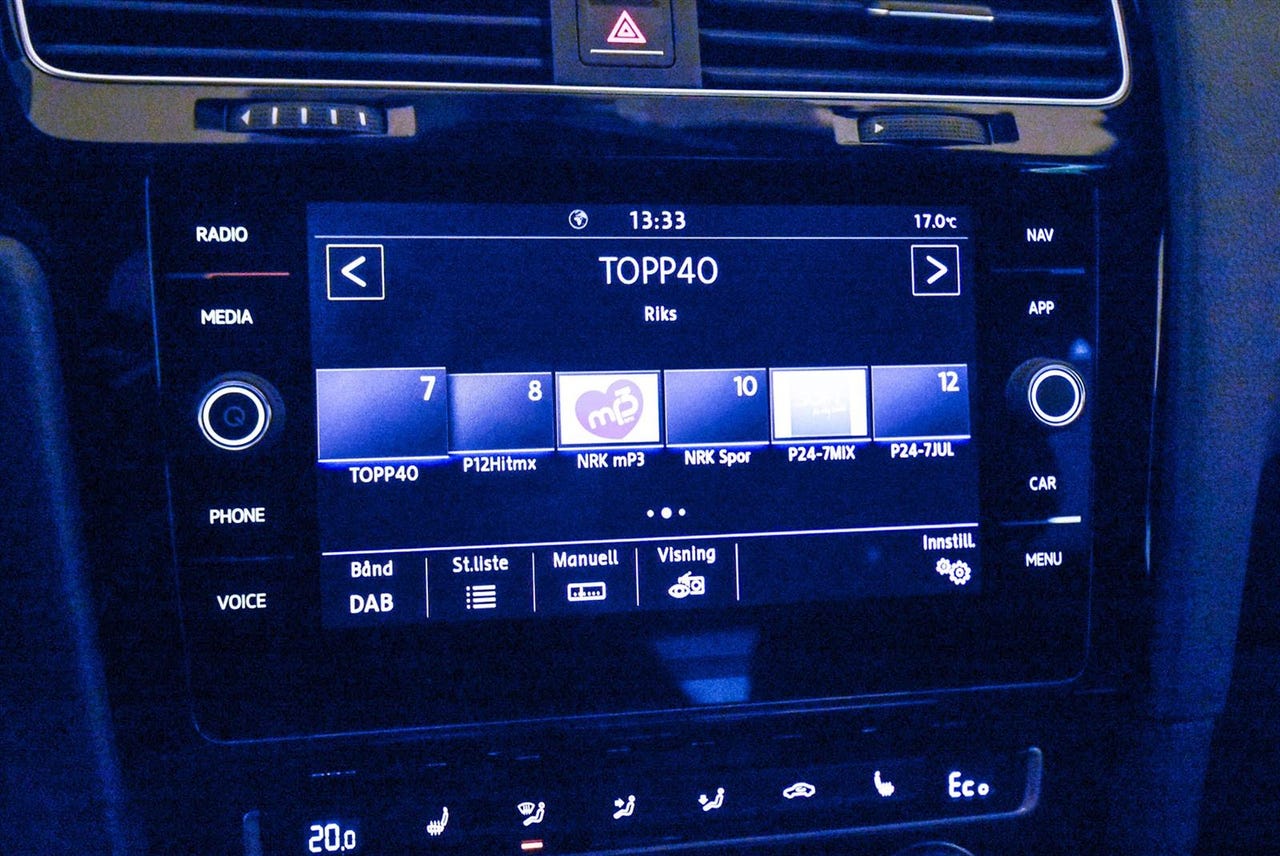 RADIO
MEDIA
PHONE
VOICE
13:33
17.0°C
<
TOPP40
>
Riks
7
8
mp3
10
12
TOPP40
P12Hitmx
NRK mP3
NRK Spor
P24-7MIX
P24-7JUL
Bånd
DAB
St.liste
Manuell
Visning
Innstill.
NAV
APP
CAR
MENU
20.0
Eco